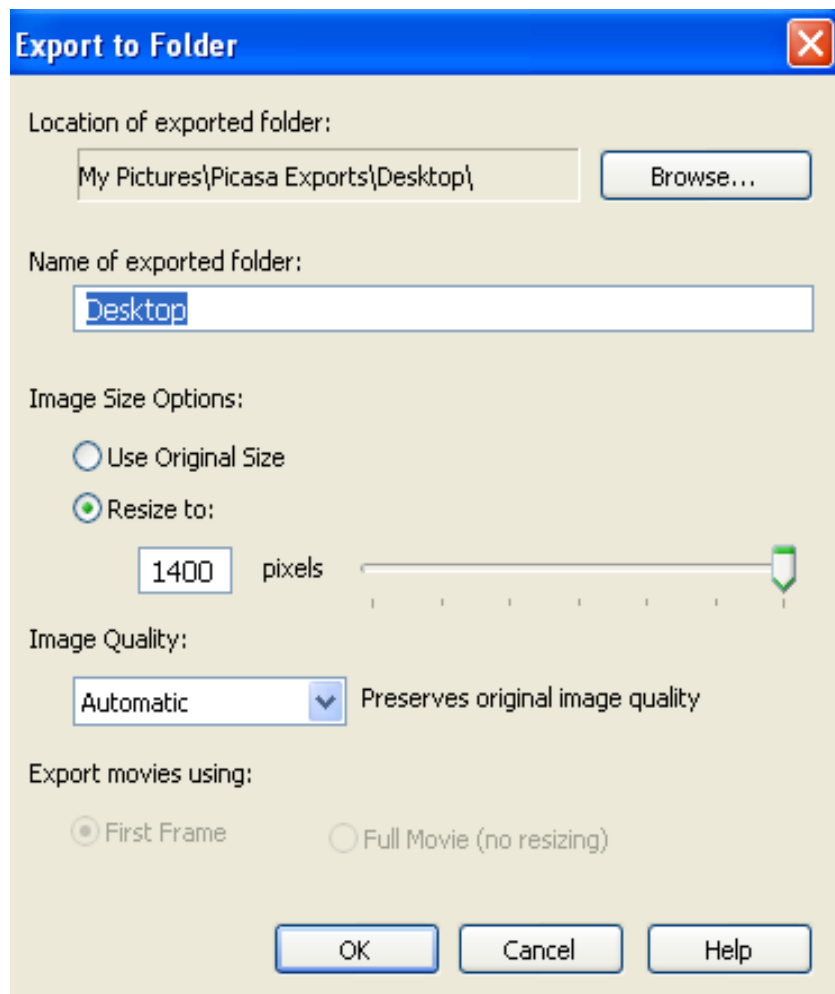 Export to Folder
Location of exported folder:
My Pictures\Picasa Exports\Desktop\ Browse...
Name of exported folder:
Desktop
Image Size Options:
Use Original Size
Resize to:
1400 pixels
Image Quality:
Automatic Preserves original image quality
Export movies using:
First Frame Full Movie (no resizing)
OK Cancel Help